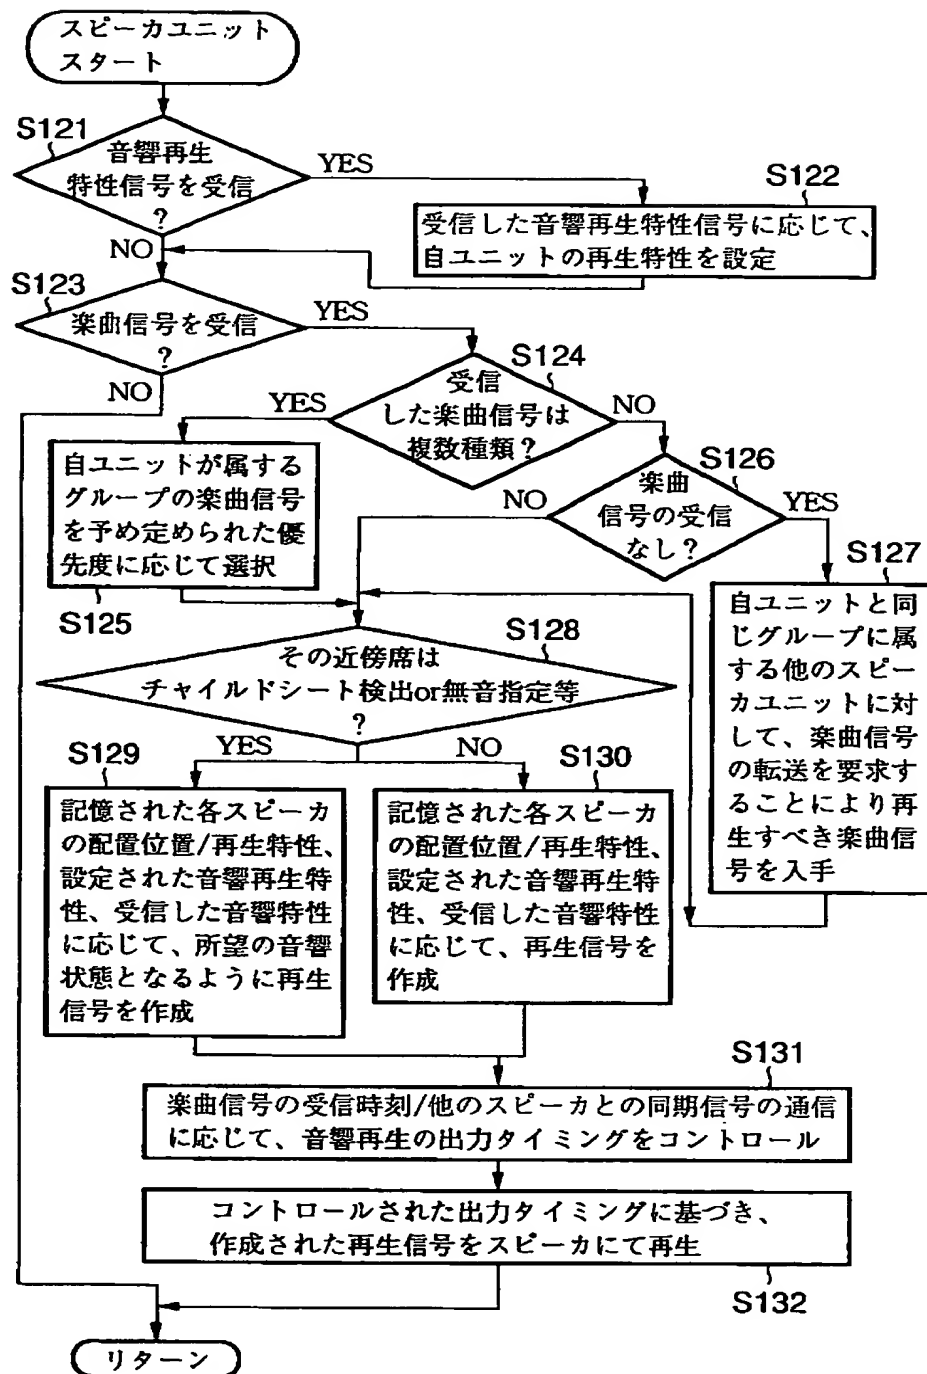 スピーカユニット
スタート
S121
音響再生
特性信号を受信
?
YES
NO
S122
受信した音響再生特性信号に応じて、
自ユニットの再生特性を設定
S123
楽曲信号を受信
?
YES
NO
S124
受信
した楽曲信号は
複数種類?
YES
NO
自ユニットが属する
グループの楽曲信号
を予め定められた優
先度に応じて選択
S125
S126
楽曲
信号の受信
なし?
NO
YES
S127
自ユニットと同
じグループに属
する他のスピー
カユニットに対
して、楽曲信号
の転送を要求す
ることにより再
生すべき楽曲信
号を入手
S128
その近傍席は
チャイルドシート検出or無音指定等
?
YES
NO
S129
記憶された各スピーカ
の配置位置/再生特性、
設定された音響再生特
性、受信した音響特性
に応じて、所望の音響
状態となるように再生
信号を作成
S130
記憶された各スピーカ
の配置位置/再生特性、
設定された音響再生特
性、受信した音響特性
に応じて、再生信号を
作成
S131
楽曲信号の受信時刻/他のスピーカとの同期信号の通信
に応じて、音響再生の出力タイミングをコントロール
コントロールされた出力タイミングに基づき、
作成された再生信号をスピーカにて再生
S132
リターン